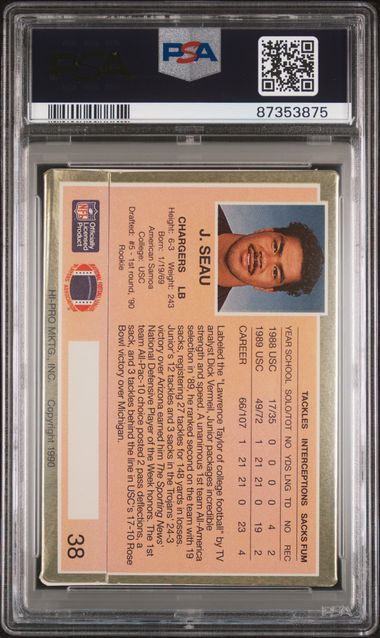 PSA
PSA
87353875
J. SEAU
CHARGERS LB
Height: 6-3 Weight: 243
Born: 1/19/69
American Samoa
College: USC
Drafted: #5 - 1st round, '90
Rookie
Officially
Licensed
Product
NFL
HI-PRO MKTG., INC. Copyright 1990
TACKLES INTERCEPTIONS SACKS FUM
YEAR SCHOOL SOLO/TOT NO YDS LNG TD NO REC
1988 USC 17/35 0 0 0 0 4 2
1989 USC 49/72 1 21 21 0 19 2
CAREER 66/107 1 21 21 0 23 4
Labeled the "Lawrence Taylor of college football" by TV
analyst Dick Vermeil, Junior packages incredible
strength and speed. A unanimous 1st team All-America
selection in '89, he ranked second on the team with 19
sacks, registering 27 tackles for 148 yards in losses.
Junior's 12 tackles and 3 sacks in the Trojans' 24-3
victory over Arizona earned him The Sporting News'
National Defensive Player of the Week honors. The 1st
team All-Pac-10 choice posted 2 pass deflections, a
sack, and 3 tackles behind the line in USC's 17-10 Rose
Bowl victory over Michigan.
38